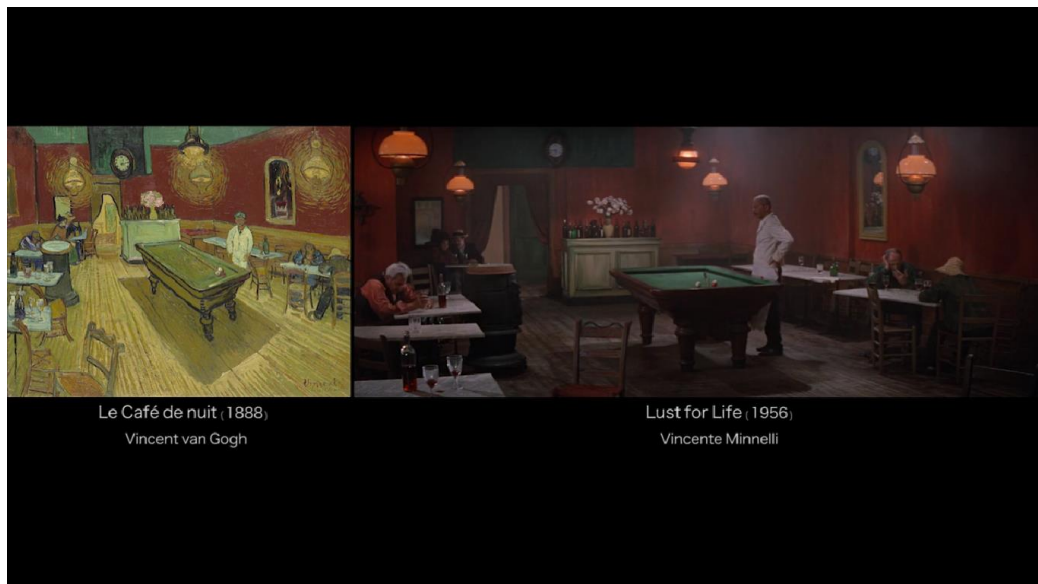 Le Café de nuit (1888)
Vincent van Gogh
Lust for Life (1956)
Vincente Minnelli